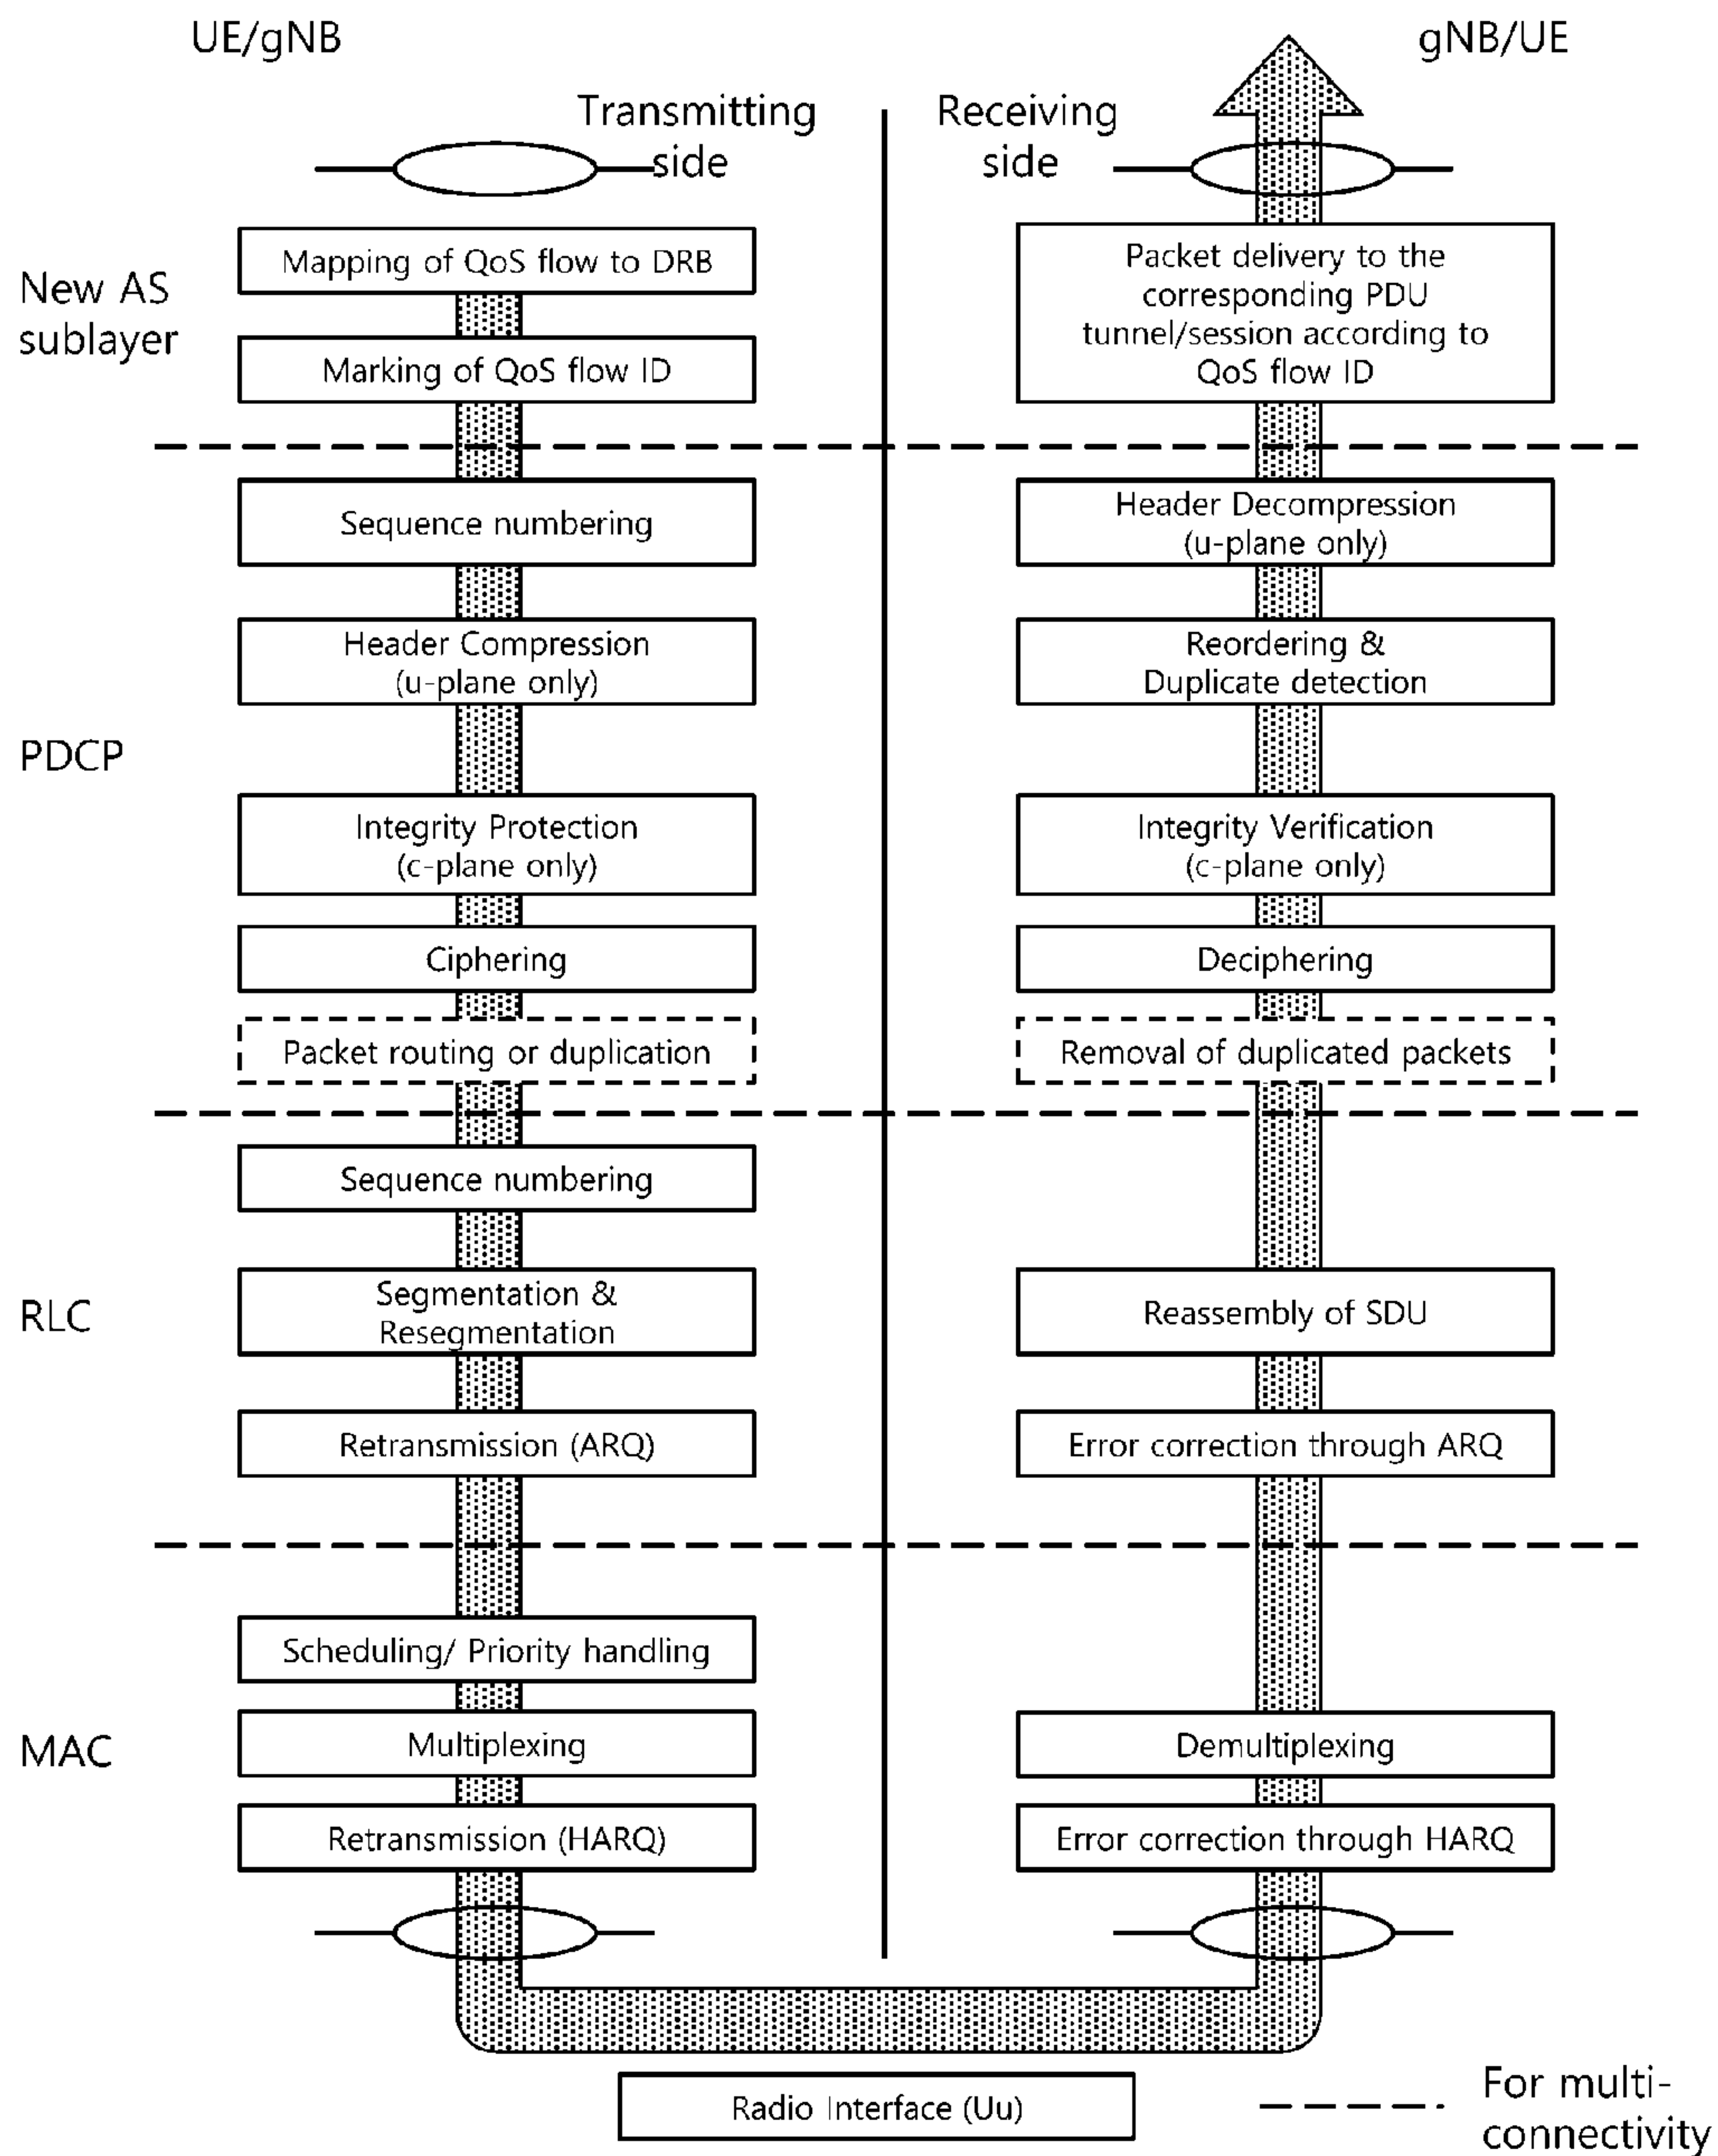 UE/gNB
gNB/UE
Transmitting
side
Receiving
side
New AS
sublayer
Mapping of QoS flow to DRB
Marking of QoS flow ID
Packet delivery to the
corresponding PDU
tunnel/session according to
QoS flow ID
PDCP
Sequence numbering
Header Compression
(u-plane only)
Integrity Protection
(c-plane only)
Ciphering
Packet routing or duplication
Header Decompression
(u-plane only)
Reordering &
Duplicate detection
Integrity Verification
(c-plane only)
Deciphering
Removal of duplicated packets
RLC
Sequence numbering
Segmentation &
Resegmentation
Retransmission (ARQ)
Reassembly of SDU
Error correction through ARQ
MAC
Scheduling/ Priority handling
Multiplexing
Retransmission (HARQ)
Demultiplexing
Error correction through HARQ
Radio Interface (Uu)
For multi-
connectivity